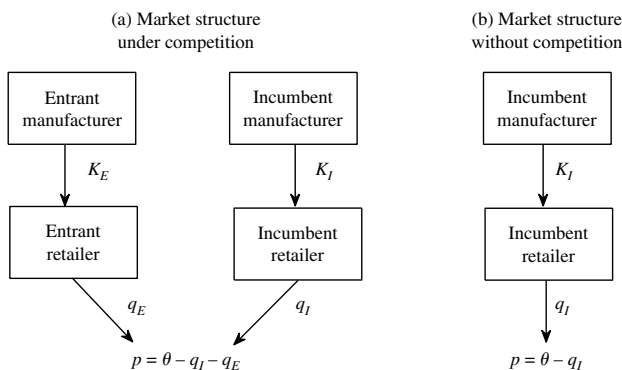 (a) Market structure
under competition
(b) Market structure
without competition
Entrant
manufacturer
Incumbent
manufacturer
Incumbent
manufacturer
K_E
K_I
K_I
Entrant
retailer
Incumbent
retailer
Incumbent
retailer
q_E
q_I
q_I
p = θ – q_I – q_E
p = θ – q_I